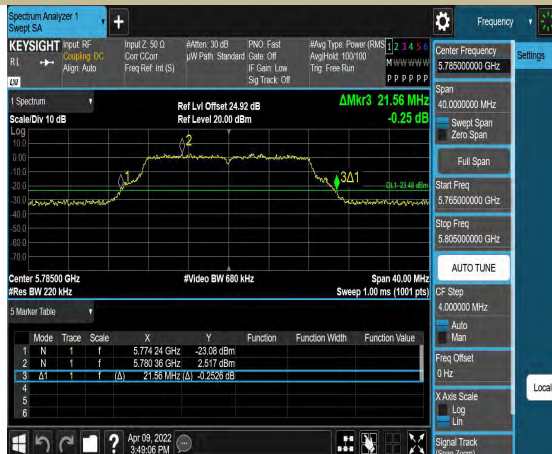 Spectrum Analyzer 1
Swept SA
Frequency
KEYSIGHT Input: RF Input Z: 50 Ω #Atten: 30 dB PNO: Fast #Avg Type: Power (RMS 1 2 3 4 5 6
RL Coupling: DC Corr CCorr µW Path: Standard Gate: Off Avg|Hold: 100/100 M W W W W W
Align: Auto Freq Ref: Int (S) IF Gain: Low Trig: Free Run
Sig Track: Off P P P P P P
LXI
Center Frequency
5.785000000 GHz
Settings
Span
40.0000000 MHz
Swept Span
Zero Span
Full Span
Start Freq
5.765000000 GHz
Stop Freq
5.805000000 GHz
AUTO TUNE
CF Step
4.000000 MHz
Auto
Man
Freq Offset
0 Hz
X Axis Scale
Log
Lin
Local
Signal Track
(Span Zoom)
1 Spectrum
Scale/Div 10 dB
Ref Lvl Offset 24.92 dB
Ref Level 20.00 dBm
ΔMkr3 21.56 MHz
-0.25 dB
Log
10.0
0.00
-10.0
-20.0
-30.0
-40.0
-50.0
-60.0
-70.0
1
2
3Δ1
DL1 -23.48 dBm
Center 5.78500 GHz #Video BW 680 kHz Span 40.00 MHz
#Res BW 220 kHz Sweep 1.00 ms (1001 pts)
5 Marker Table
Mode Trace Scale X Y Function Function Width Function Value
1 N 1 f 5.774 24 GHz -23.08 dBm
2 N 1 f 5.780 36 GHz 2.517 dBm
3 Δ1 1 f (Δ) 21.56 MHz (Δ) -0.2526 dB
4
5
6
Apr 09, 2022
3:49:06 PM